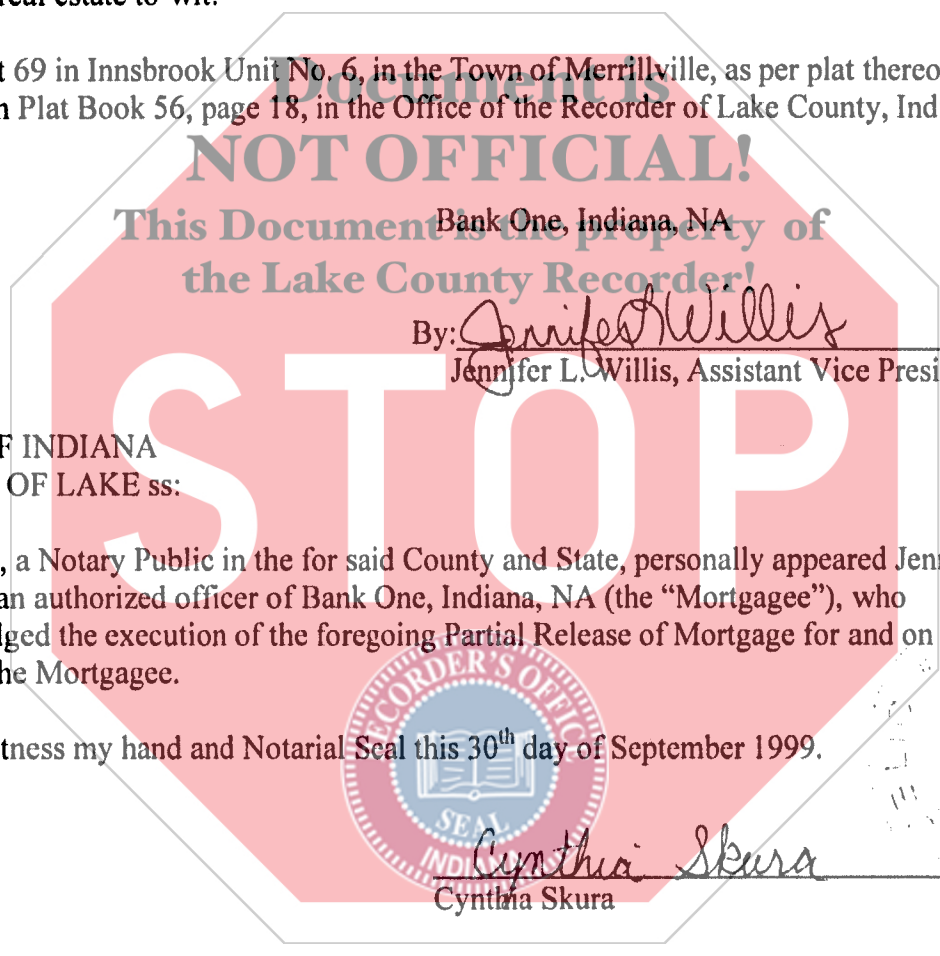 real estate to wit:
t 69 in Innsbrook Unit No. 6, in the Town of Merrillville, as per plat thereo
n Plat Book 56, page 18, in the Office of the Recorder of Lake County, Ind
Document is
NOT OFFICIAL!
This Document is the property of
the Lake County Recorder!
Bank One, Indiana, NA
By: Jennifer L Willis
Jennifer L. Willis, Assistant Vice Presi
STOP
F INDIANA
OF LAKE ss:
, a Notary Public in the for said County and State, personally appeared Jenn
an authorized officer of Bank One, Indiana, NA (the “Mortgagee”), who
lged the execution of the foregoing Partial Release of Mortgage for and on
he Mortgagee.
tness my hand and Notarial Seal this 30th day of September 1999.
RECORDER'S OFFICE
SEAL
INDIANA
Cynthia Skura
Cynthia Skura